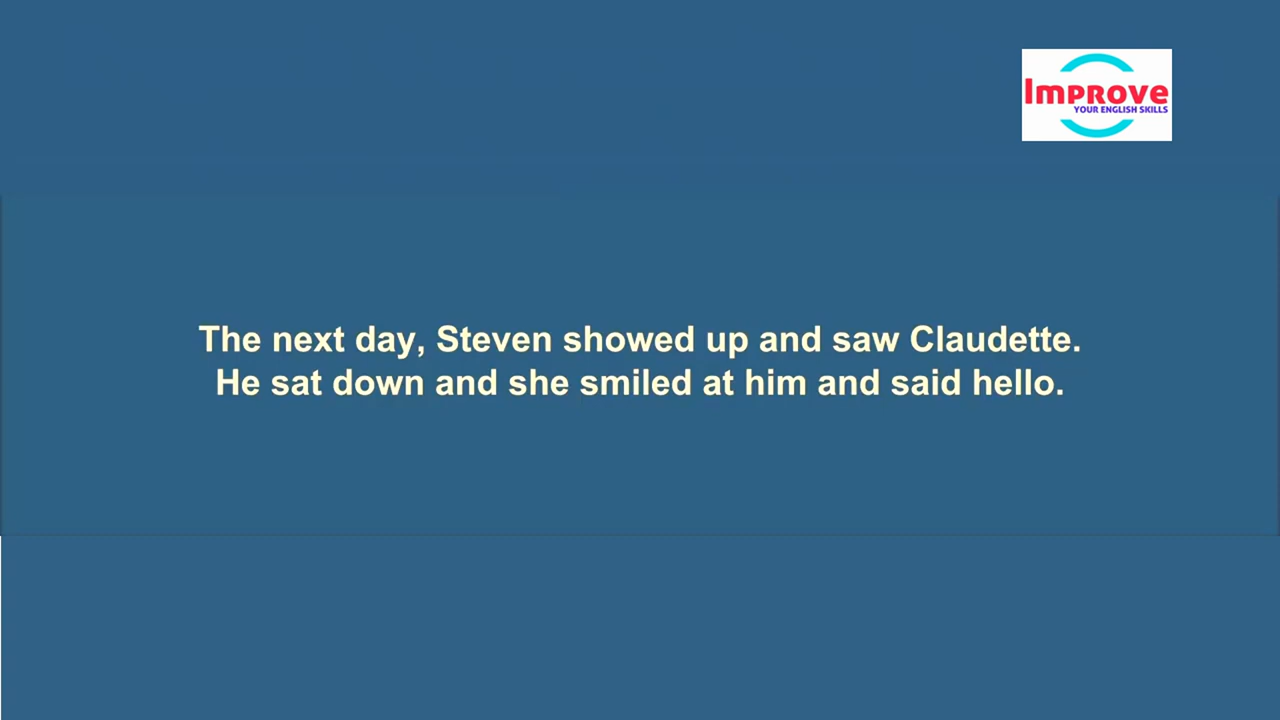 Improve
YOUR ENGLISH SKILLS
The next day, Steven showed up and saw Claudette.
He sat down and she smiled at him and said hello.